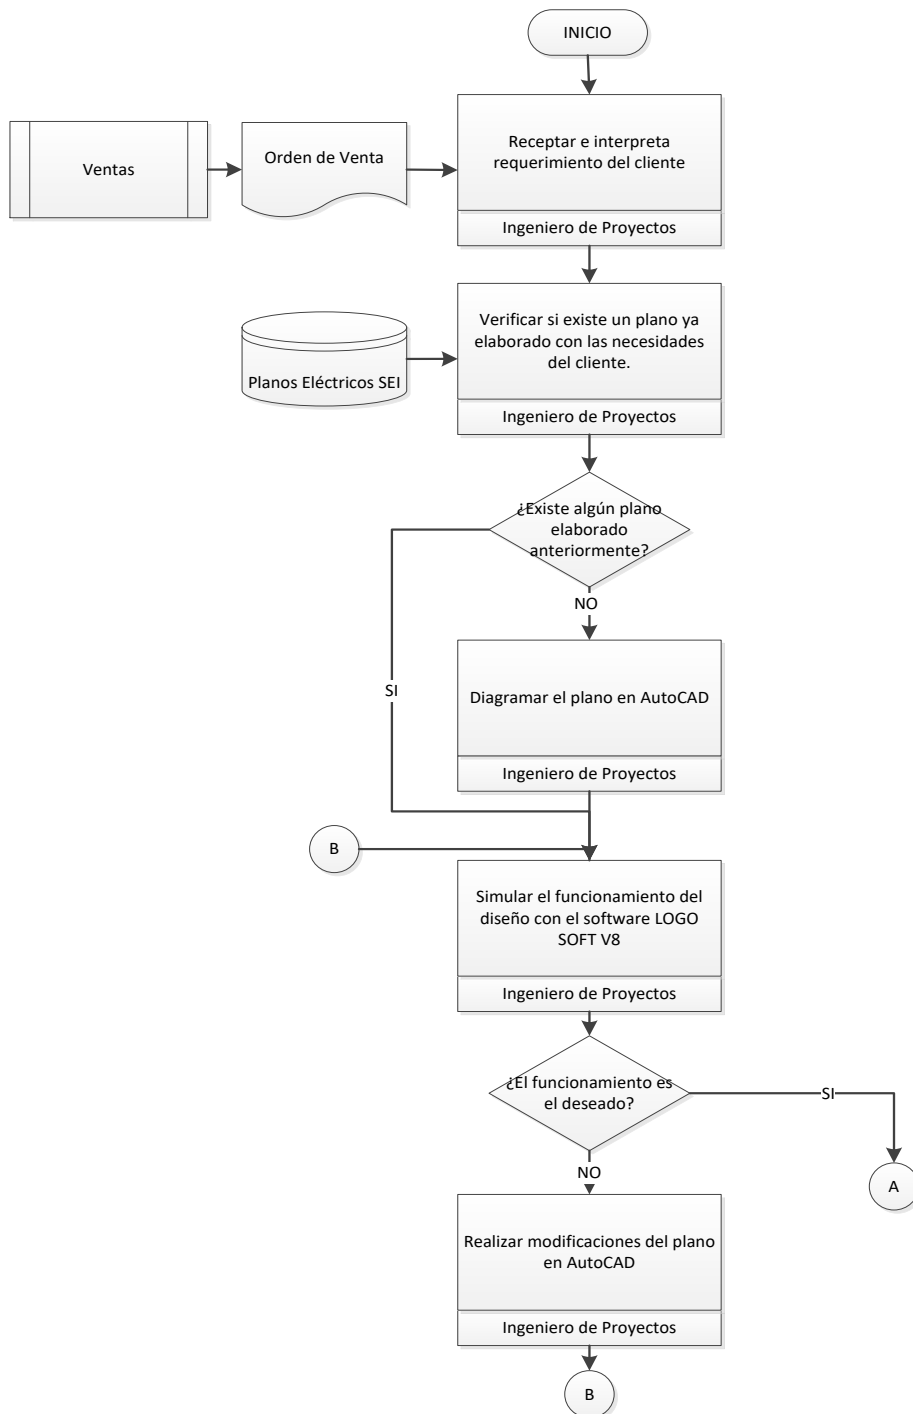 INICIO
Ventas
Orden de Venta
Receptar e interpreta
requerimiento del cliente
Ingeniero de Proyectos
Planos Eléctricos SEI
Verificar si existe un plano ya
elaborado con las necesidades
del cliente.
Ingeniero de Proyectos
¿Existe algún plano
elaborado
anteriormente?
NO
SI
Diagramar el plano en AutoCAD
Ingeniero de Proyectos
B
Simular el funcionamiento del
diseño con el software LOGO
SOFT V8
Ingeniero de Proyectos
¿El funcionamiento es
el deseado?
SI
NO
A
Realizar modificaciones del plano
en AutoCAD
Ingeniero de Proyectos
B